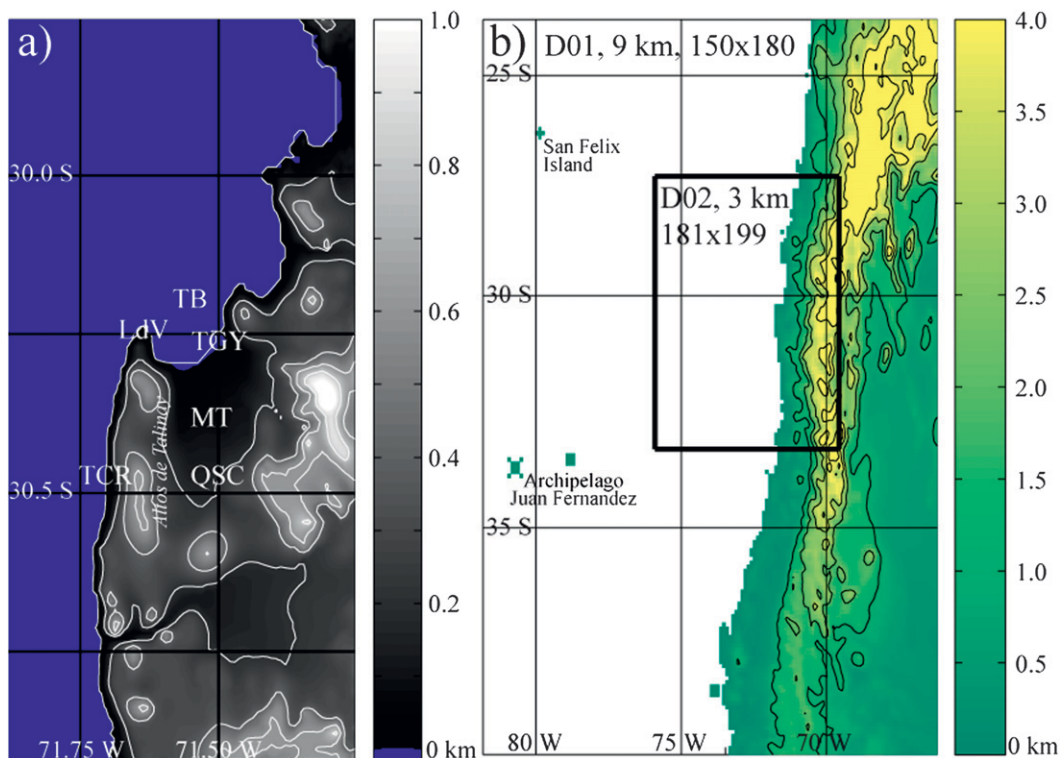 a)
30.0 S
TB
LdV
TGY
MT
Altos de Talinay
TCR
QSC
30.5 S
71.75 W
71.50 W
1.0
0.8
0.6
0.4
0.2
0 km
b)
D01, 9 km, 150x180
25 S
San Felix
Island
D02, 3 km
181x199
30 S
Archipelago
Juan Fernandez
35 S
80 W
75 W
70 W
4.0
3.5
3.0
2.5
2.0
1.5
1.0
0.5
0 km